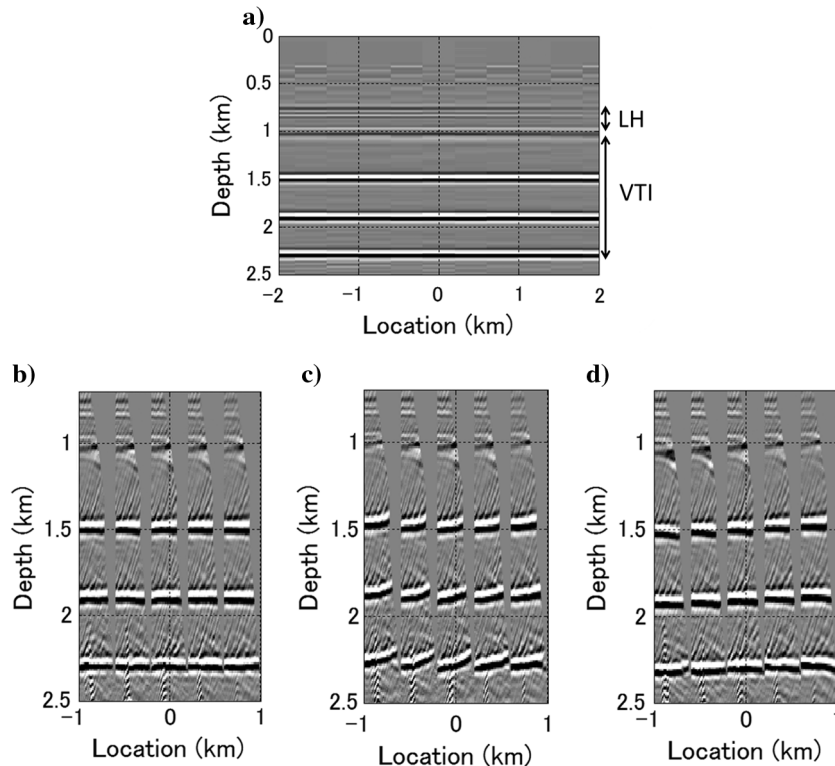 a)
0
0.5
1
1.5
2
2.5
Depth (km)
LH
VTI
-2 -1 0 1 2
Location (km)
b) c) d)
1 1 1
1.5 1.5 1.5
2 2 2
2.5 2.5 2.5
Depth (km) Depth (km) Depth (km)
-1 0 1 -1 0 1 -1 0 1
Location (km) Location (km) Location (km)